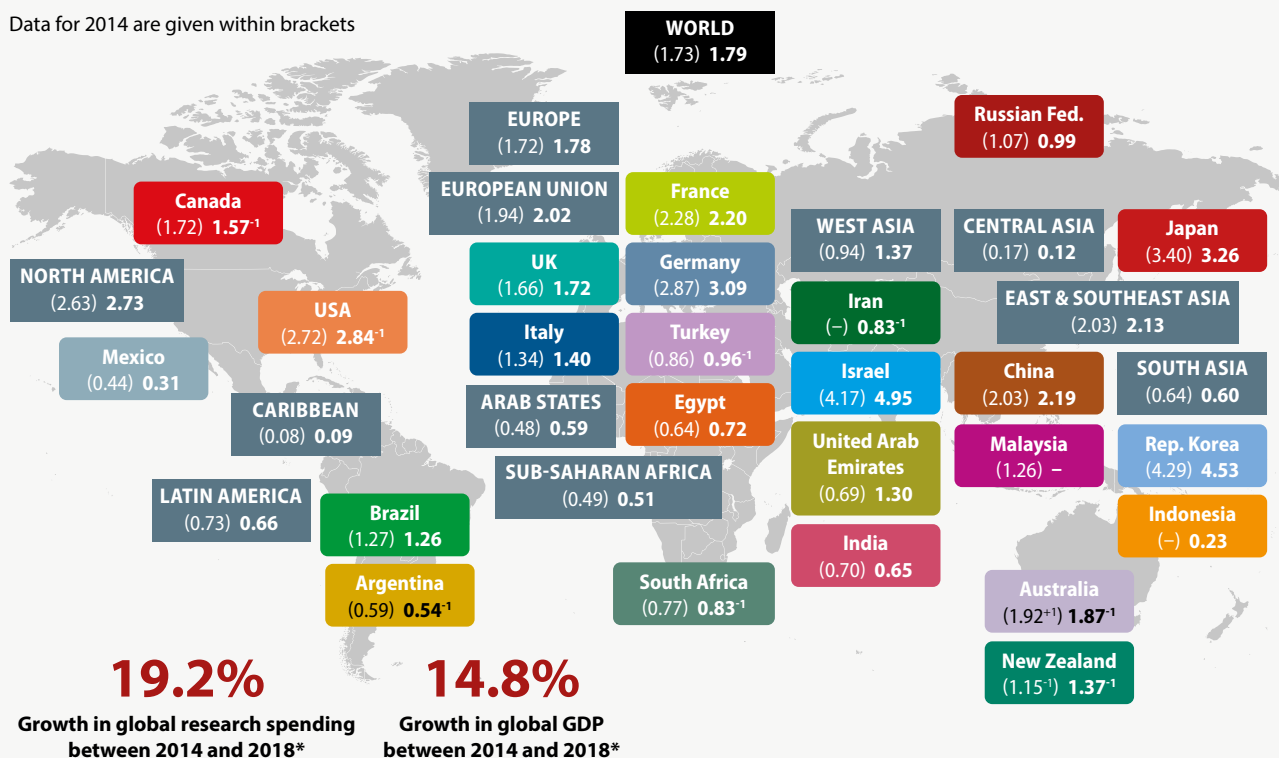 Data for 2014 are given within brackets
WORLD
(1.73) 1.79
EUROPE
(1.72) 1.78
Russian Fed.
(1.07) 0.99
EUROPEAN UNION
(1.94) 2.02
France
(2.28) 2.20
Canada
(1.72) 1.57⁻¹
WEST ASIA
(0.94) 1.37
CENTRAL ASIA
(0.17) 0.12
Japan
(3.40) 3.26
NORTH AMERICA
(2.63) 2.73
UK
(1.66) 1.72
Germany
(2.87) 3.09
USA
(2.72) 2.84⁻¹
Iran
(–) 0.83⁻¹
EAST & SOUTHEAST ASIA
(2.03) 2.13
Mexico
(0.44) 0.31
Italy
(1.34) 1.40
Turkey
(0.86) 0.96⁻¹
Israel
(4.17) 4.95
China
(2.03) 2.19
SOUTH ASIA
(0.64) 0.60
CARIBBEAN
(0.08) 0.09
ARAB STATES
(0.48) 0.59
Egypt
(0.64) 0.72
United Arab
Emirates
(0.69) 1.30
Malaysia
(1.26) –
Rep. Korea
(4.29) 4.53
SUB-SAHARAN AFRICA
(0.49) 0.51
LATIN AMERICA
(0.73) 0.66
Brazil
(1.27) 1.26
Indonesia
(–) 0.23
India
(0.70) 0.65
Argentina
(0.59) 0.54⁻¹
South Africa
(0.77) 0.83⁻¹
Australia
(1.92⁺¹) 1.87⁻¹
New Zealand
(1.15⁻¹) 1.37⁻¹
19.2%
Growth in global research spending
between 2014 and 2018*
14.8%
Growth in global GDP
between 2014 and 2018*